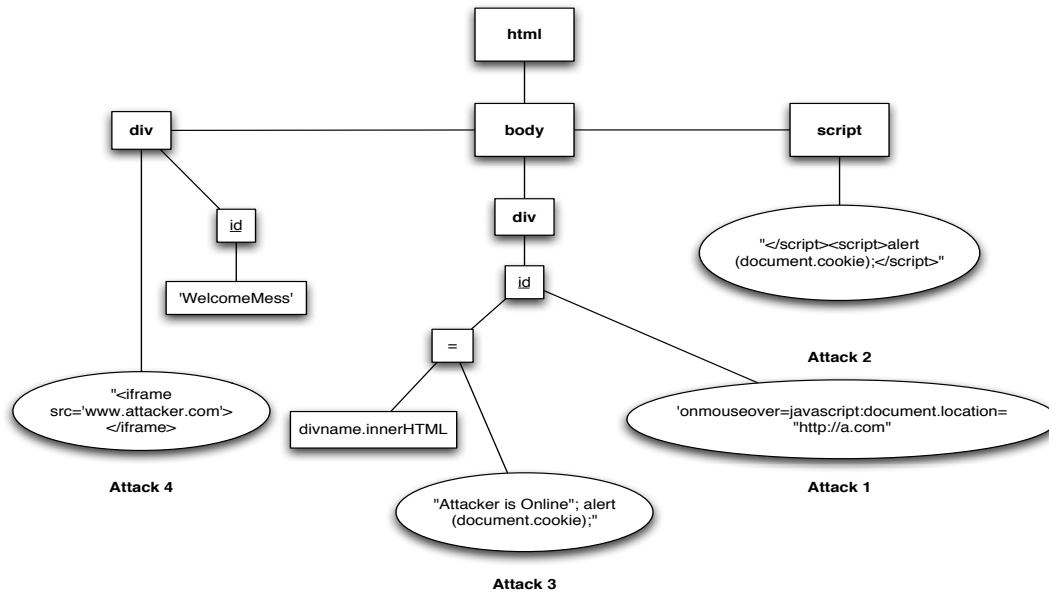 html
div
body
script
div
id
"</script><script>alert
(document.cookie);</script>"
id
'WelcomeMess'
=
Attack 2
"<iframe
src='www.attacker.com'>
</iframe>
'onmouseover=javascript:document.location=
"http://a.com"
divname.innerHTML
Attack 4
Attack 1
"Attacker is Online"; alert
(document.cookie);"
Attack 3